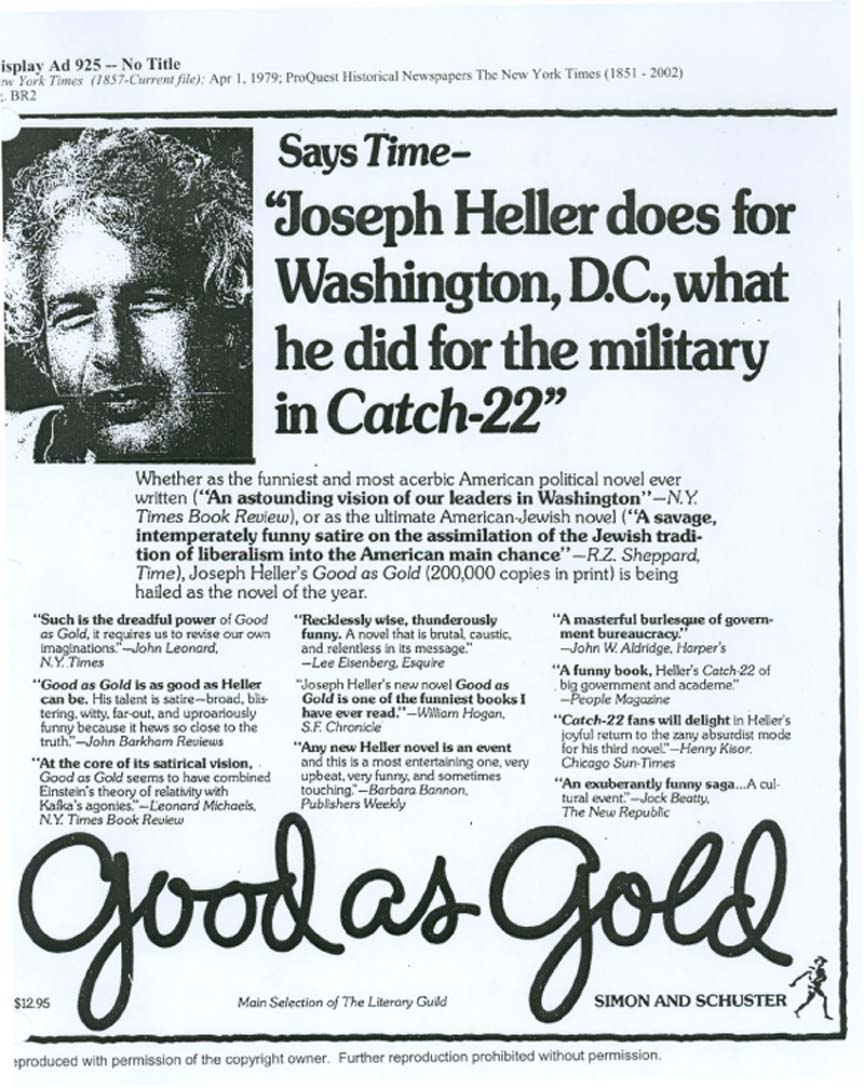 isplay Ad 925 -- No Title
ew York Times (1857-Current file); Apr 1, 1979; ProQuest Historical Newspapers The New York Times (1851 - 2002)
. BR2
Says Time–
“Joseph Heller does for
Washington, D.C., what
he did for the military
in Catch-22”
Whether as the funniest and most acerbic American political novel ever
written (“An astounding vision of our leaders in Washington”—N.Y.
Times Book Review), or as the ultimate American-Jewish novel (“A savage,
intemperately funny satire on the assimilation of the Jewish tradi-
tion of liberalism into the American main chance”—R.Z. Sheppard,
Time), Joseph Heller's Good as Gold (200,000 copies in print) is being
hailed as the novel of the year.
“Such is the dreadful power of Good
as Gold, it requires us to revise our own
imaginations.”—John Leonard,
N.Y. Times
“Good as Gold is as good as Heller
can be. His talent is satire—broad, blis-
tering, witty, far-out, and uproariously
funny because it hews so close to the
truth.”—John Barkham Reviews
“At the core of its satirical vision,
Good as Gold seems to have combined
Einstein's theory of relativity with
Kafka's agonies.”—Leonard Michaels,
N.Y. Times Book Review
“Recklessly wise, thunderously
funny. A novel that is brutal, caustic,
and relentless in its message.”
—Lee Eisenberg, Esquire
“Joseph Heller's new novel Good as
Gold is one of the funniest books I
have ever read.”—William Hogan,
S.F. Chronicle
“Any new Heller novel is an event
and this is a most entertaining one, very
upbeat, very funny, and sometimes
touching.”—Barbara Bannon,
Publishers Weekly
“A masterful burlesque of govern-
ment bureaucracy.”
—John W. Aldridge, Harper's
“A funny book, Heller's Catch-22 of
big government and academe.”
—People Magazine
“Catch-22 fans will delight in Heller's
joyful return to the zany absurdist mode
for his third novel.”—Henry Kisor,
Chicago Sun-Times
“An exuberantly funny saga...A cul-
tural event.”—Jack Beatty,
The New Republic
Good as Gold
$12.95
Main Selection of The Literary Guild
SIMON AND SCHUSTER
eproduced with permission of the copyright owner. Further reproduction prohibited without permission.